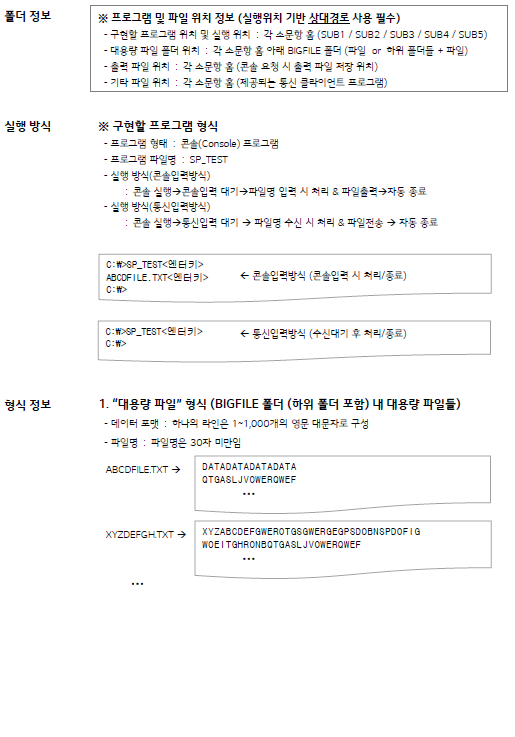 폴더 정보
※ 프로그램 및 파일 위치 정보 (실행위치 기반 상대경로 사용 필수)
- 구현할 프로그램 위치 및 실행 위치 : 각 소문항 홈 (SUB1 / SUB2 / SUB3 / SUB4 / SUB5)
- 대용량 파일 폴더 위치 : 각 소문항 홈 아래 BIGFILE 폴더 (파일 or 하위 폴더들 + 파일)
- 출력 파일 위치 : 각 소문항 홈 (콘솔 요청 시 출력 파일 저장 위치)
- 기타 파일 위치 : 각 소문항 홈 (제공되는 통신 클라이언트 프로그램)
실행 방식
※ 구현할 프로그램 형식
- 프로그램 형태 : 콘솔(Console) 프로그램
- 프로그램 파일명 : SP_TEST
- 실행 방식(콘솔입력방식)
: 콘솔 실행→콘솔입력 대기→파일명 입력 시 처리 & 파일출력→자동 종료
- 실행 방식(통신입력방식)
: 콘솔 실행→통신입력 대기 → 파일명 수신 시 처리 & 파일전송 → 자동 종료
C:\>SP_TEST<엔터키>
ABCDFILE.TXT<엔터키> ← 콘솔입력방식 (콘솔입력 시 처리/종료)
C:\>
C:\>SP_TEST<엔터키> ← 통신입력방식 (수신대기 후 처리/종료)
C:\>
형식 정보
1. "대용량 파일" 형식 (BIGFILE 폴더 (하위 폴더 포함) 내 대용량 파일들)
- 데이터 포맷 : 하나의 라인은 1~1,000개의 영문 대문자로 구성
- 파일명 : 파일명은 30자 미만임
ABCDFILE.TXT →
DATADATADATADATA
QTGASLJVOWERQWEF
...
XYZDEFGH.TXT →
XYZABCDEFGWEROTGSGWERGEGPSDOBNSPDOFIG
WOEITGHRONBQTGASLJVOWERQWEF
...
...